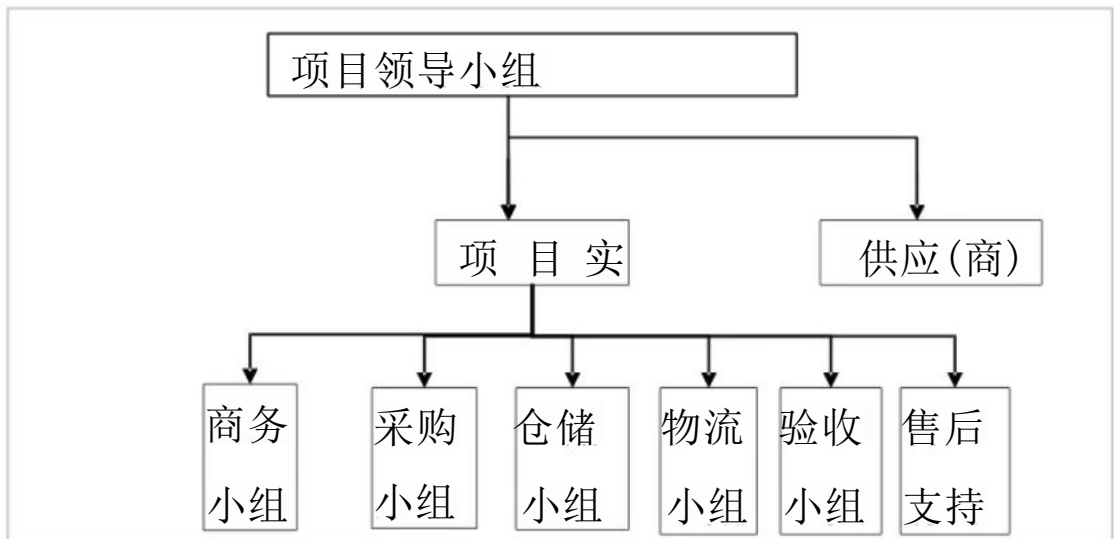 项目领导小组
项 目 实
供应(商)
商务
小组
采购
小组
仓储
小组
物流
小组
验收
小组
售后
支持